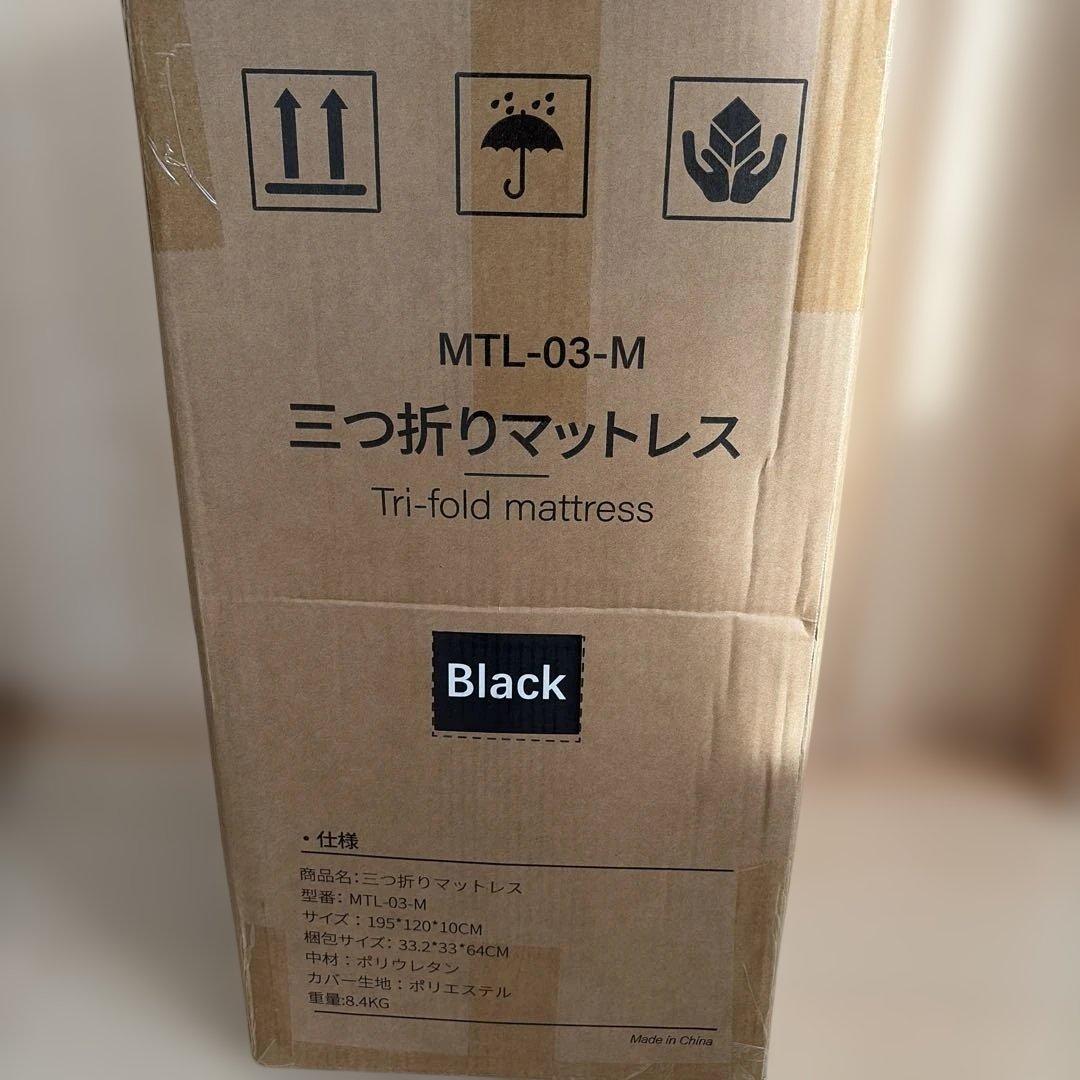 MTL-03-M
三つ折りマットレス
Tri-fold mattress
Black
・仕様
商品名：三つ折りマットレス
型番：MTL-03-M
サイズ：195*120*10CM
梱包サイズ：33.2*33*64CM
中材：ポリウレタン
カバー生地：ポリエステル
重量:8.4KG
Made in China